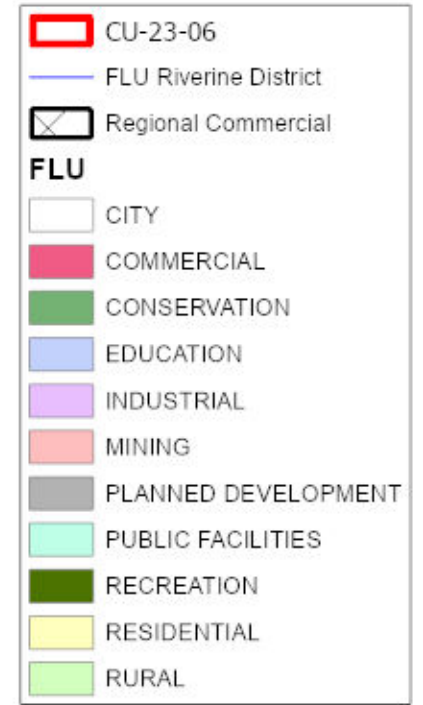 CU-23-06
FLU Riverine District
Regional Commercial
FLU
CITY
COMMERCIAL
CONSERVATION
EDUCATION
INDUSTRIAL
MINING
PLANNED DEVELOPMENT
PUBLIC FACILITIES
RECREATION
RESIDENTIAL
RURAL